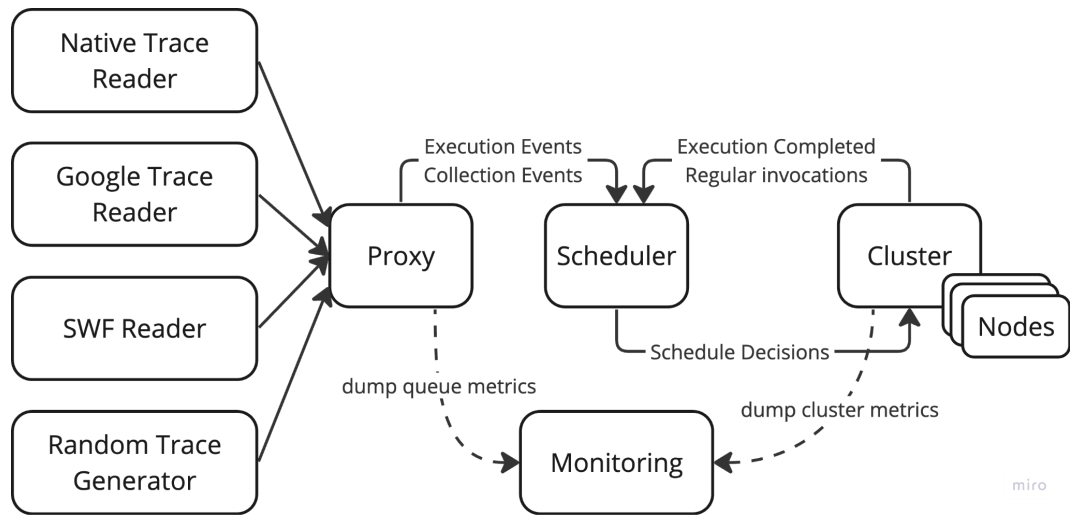 Native Trace
Reader
Google Trace
Reader
SWF Reader
Random Trace
Generator
Execution Events
Collection Events
Execution Completed
Regular invocations
Proxy
Scheduler
Cluster
Nodes
Schedule Decisions
dump queue metrics
dump cluster metrics
Monitoring
miro